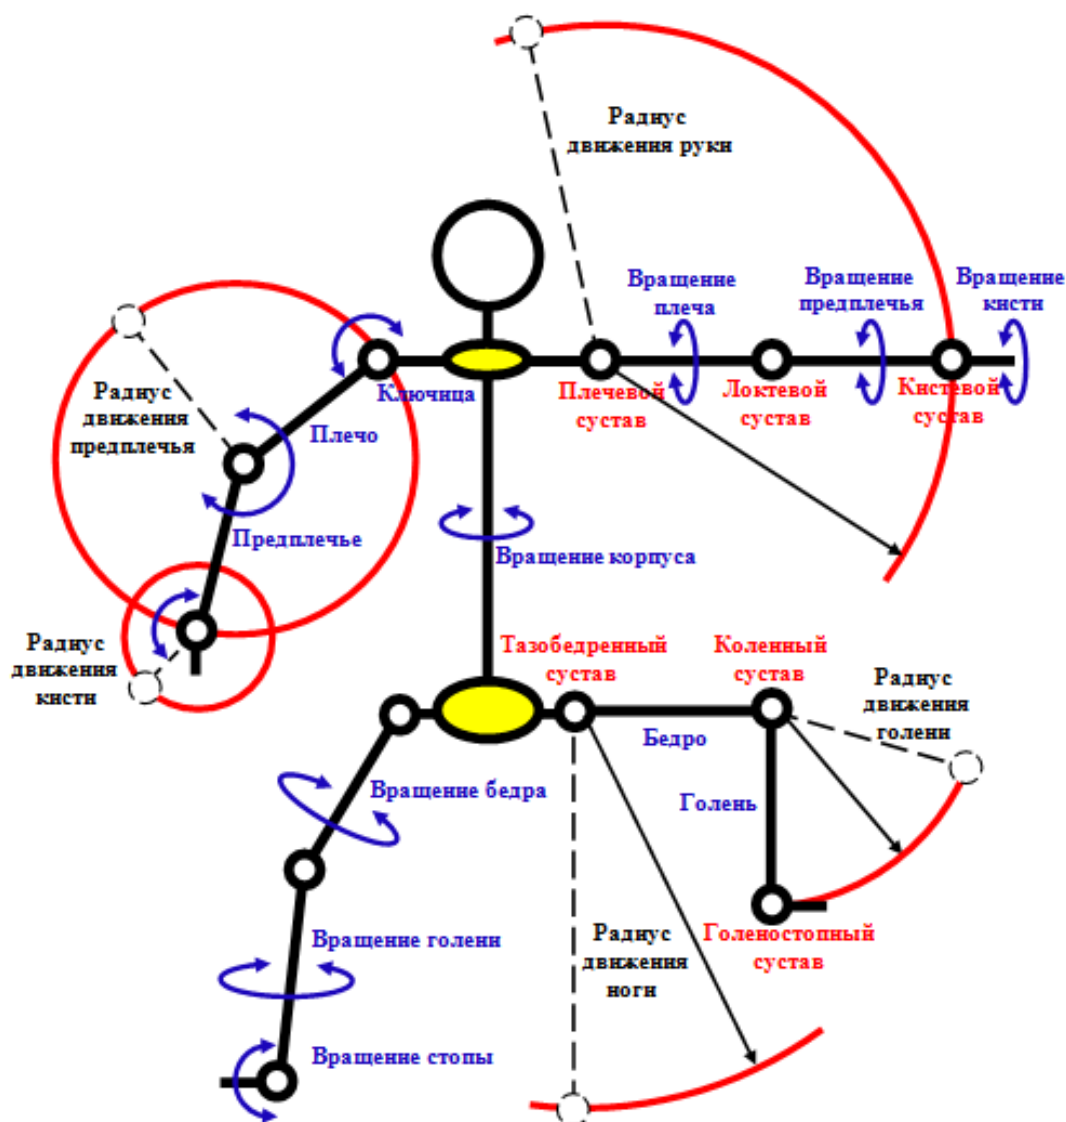 Радиус
движения руки
Вращение
плеча
Вращение
предплечья
Вращение
кисти
Радиус
движения
предплечья
Ключица
Плечевой
сустав
Локтевой
сустав
Кистевой
сустав
Плечо
Предплечье
Вращение корпуса
Радиус
движения
кисти
Тазобедренный
сустав
Коленный
сустав
Радиус
движения
голени
Бедро
Вращение бедра
Голень
Вращение голени
Радиус
движения
ноги
Голеностопный
сустав
Вращение стопы